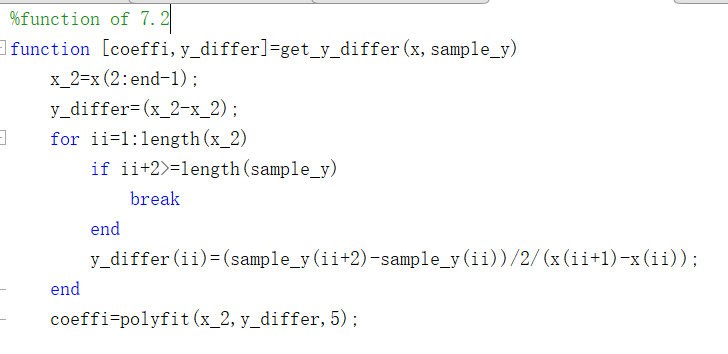 %function of 7.2
function [coeffi,y_differ]=get_y_differ(x,sample_y)
x_2=x(2:end-1);
y_differ=(x_2-x_2);
for ii=1:length(x_2)
if ii+2>=length(sample_y)
break
end
y_differ(ii)=(sample_y(ii+2)-sample_y(ii))/2/(x(ii+1)-x(ii));
end
coeffi=polyfit(x_2,y_differ,5);